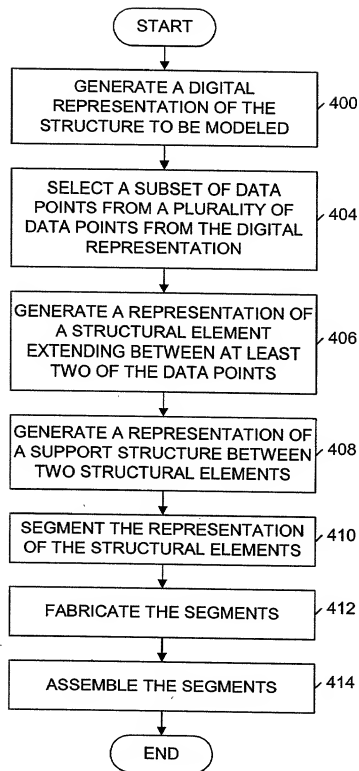 START
GENERATE A DIGITAL
REPRESENTATION OF THE
STRUCTURE TO BE MODELED
400
SELECT A SUBSET OF DATA
POINTS FROM A PLURALITY OF
DATA POINTS FROM THE DIGITAL
REPRESENTATION
404
GENERATE A REPRESENTATION OF
A STRUCTURAL ELEMENT
EXTENDING BETWEEN AT LEAST
TWO OF THE DATA POINTS
406
GENERATE A REPRESENTATION OF
A SUPPORT STRUCTURE BETWEEN
TWO STRUCTURAL ELEMENTS
408
SEGMENT THE REPRESENTATION
OF THE STRUCTURAL ELEMENTS
410
FABRICATE THE SEGMENTS
412
ASSEMBLE THE SEGMENTS
414
END